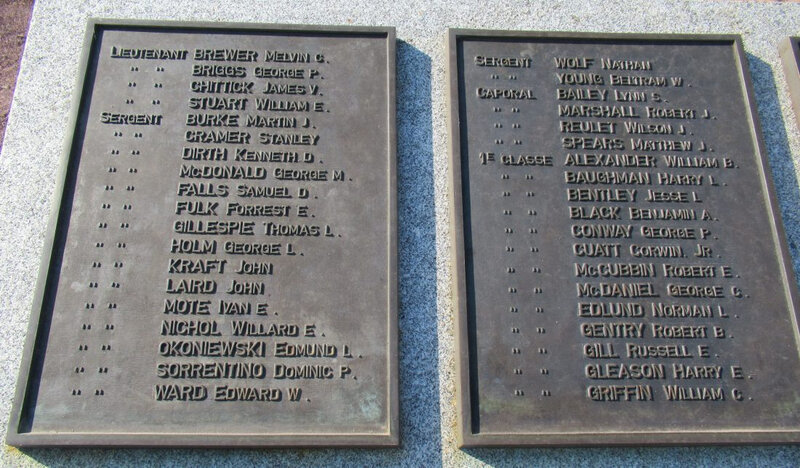 LIEUTENANT BREWER MELVIN C.
" " BRIGGS GEORGE P.
" " CHITTICK JAMES V.
" " STUART WILLIAM E.
SERGENT BURKE MARTIN J.
" " CRAMER STANLEY
" " DIRTH KENNETH D.
" " McDONALD GEORGE M.
" " FALLS SAMUEL D.
" " FULK FORREST E.
" " GILLESPIE THOMAS L.
" " HOLM GEORGE L.
" " KRAFT JOHN
" " LAIRD JOHN
" " MOTE IVAN E.
" " NICHOL WILLARD E.
" " OKONIEWSKI EDMUND L.
" " SORRENTINO DOMINIC P.
" " WARD EDWARD W.
SERGENT WOLF NATHAN
" " YOUNG BELTRAM W.
CAPORAL BAILEY LYNN S.
" " MARSHALL ROBERT J.
" " REULET WILSON J.
" " SPEARS MATTHEW J.
1E CLASSE ALEXANDER WILLIAM B.
" " BAUGHMAN HARRY L.
" " BENTLEY JESSE L.
" " BLACK BENJAMIN A.
" " CONWAY GEORGE P.
" " CUATT CORWIN. JR.
" " McCUBBIN ROBERT E.
" " McDANIEL GEORGE C.
" " EDLUND NORMAN L.
" " GENTRY ROBERT B.
" " GILL RUSSELL E.
" " GLEASON HARRY E.
" " GRIFFIN WILLIAM C.